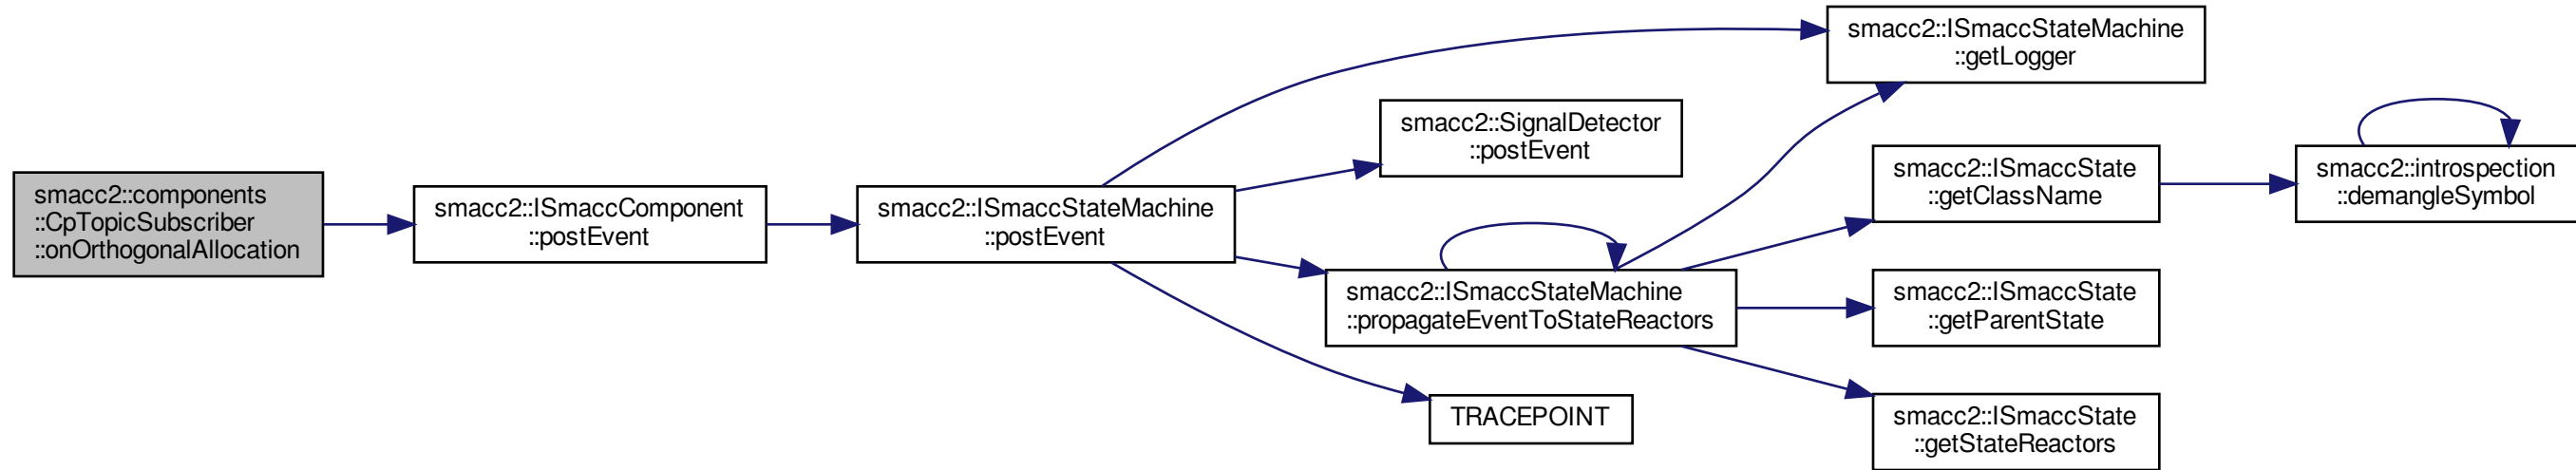 smacc2::components
::CpTopicSubscriber
::onOrthogonalAllocation
smacc2::ISmaccComponent
::postEvent
smacc2::ISmaccStateMachine
::postEvent
smacc2::ISmaccStateMachine
::getLogger
smacc2::SignalDetector
::postEvent
smacc2::ISmaccStateMachine
::propagateEventToStateReactors
TRACEPOINT
smacc2::ISmaccState
::getClassName
smacc2::ISmaccState
::getParentState
smacc2::ISmaccState
::getStateReactors
smacc2::introspection
::demangleSymbol